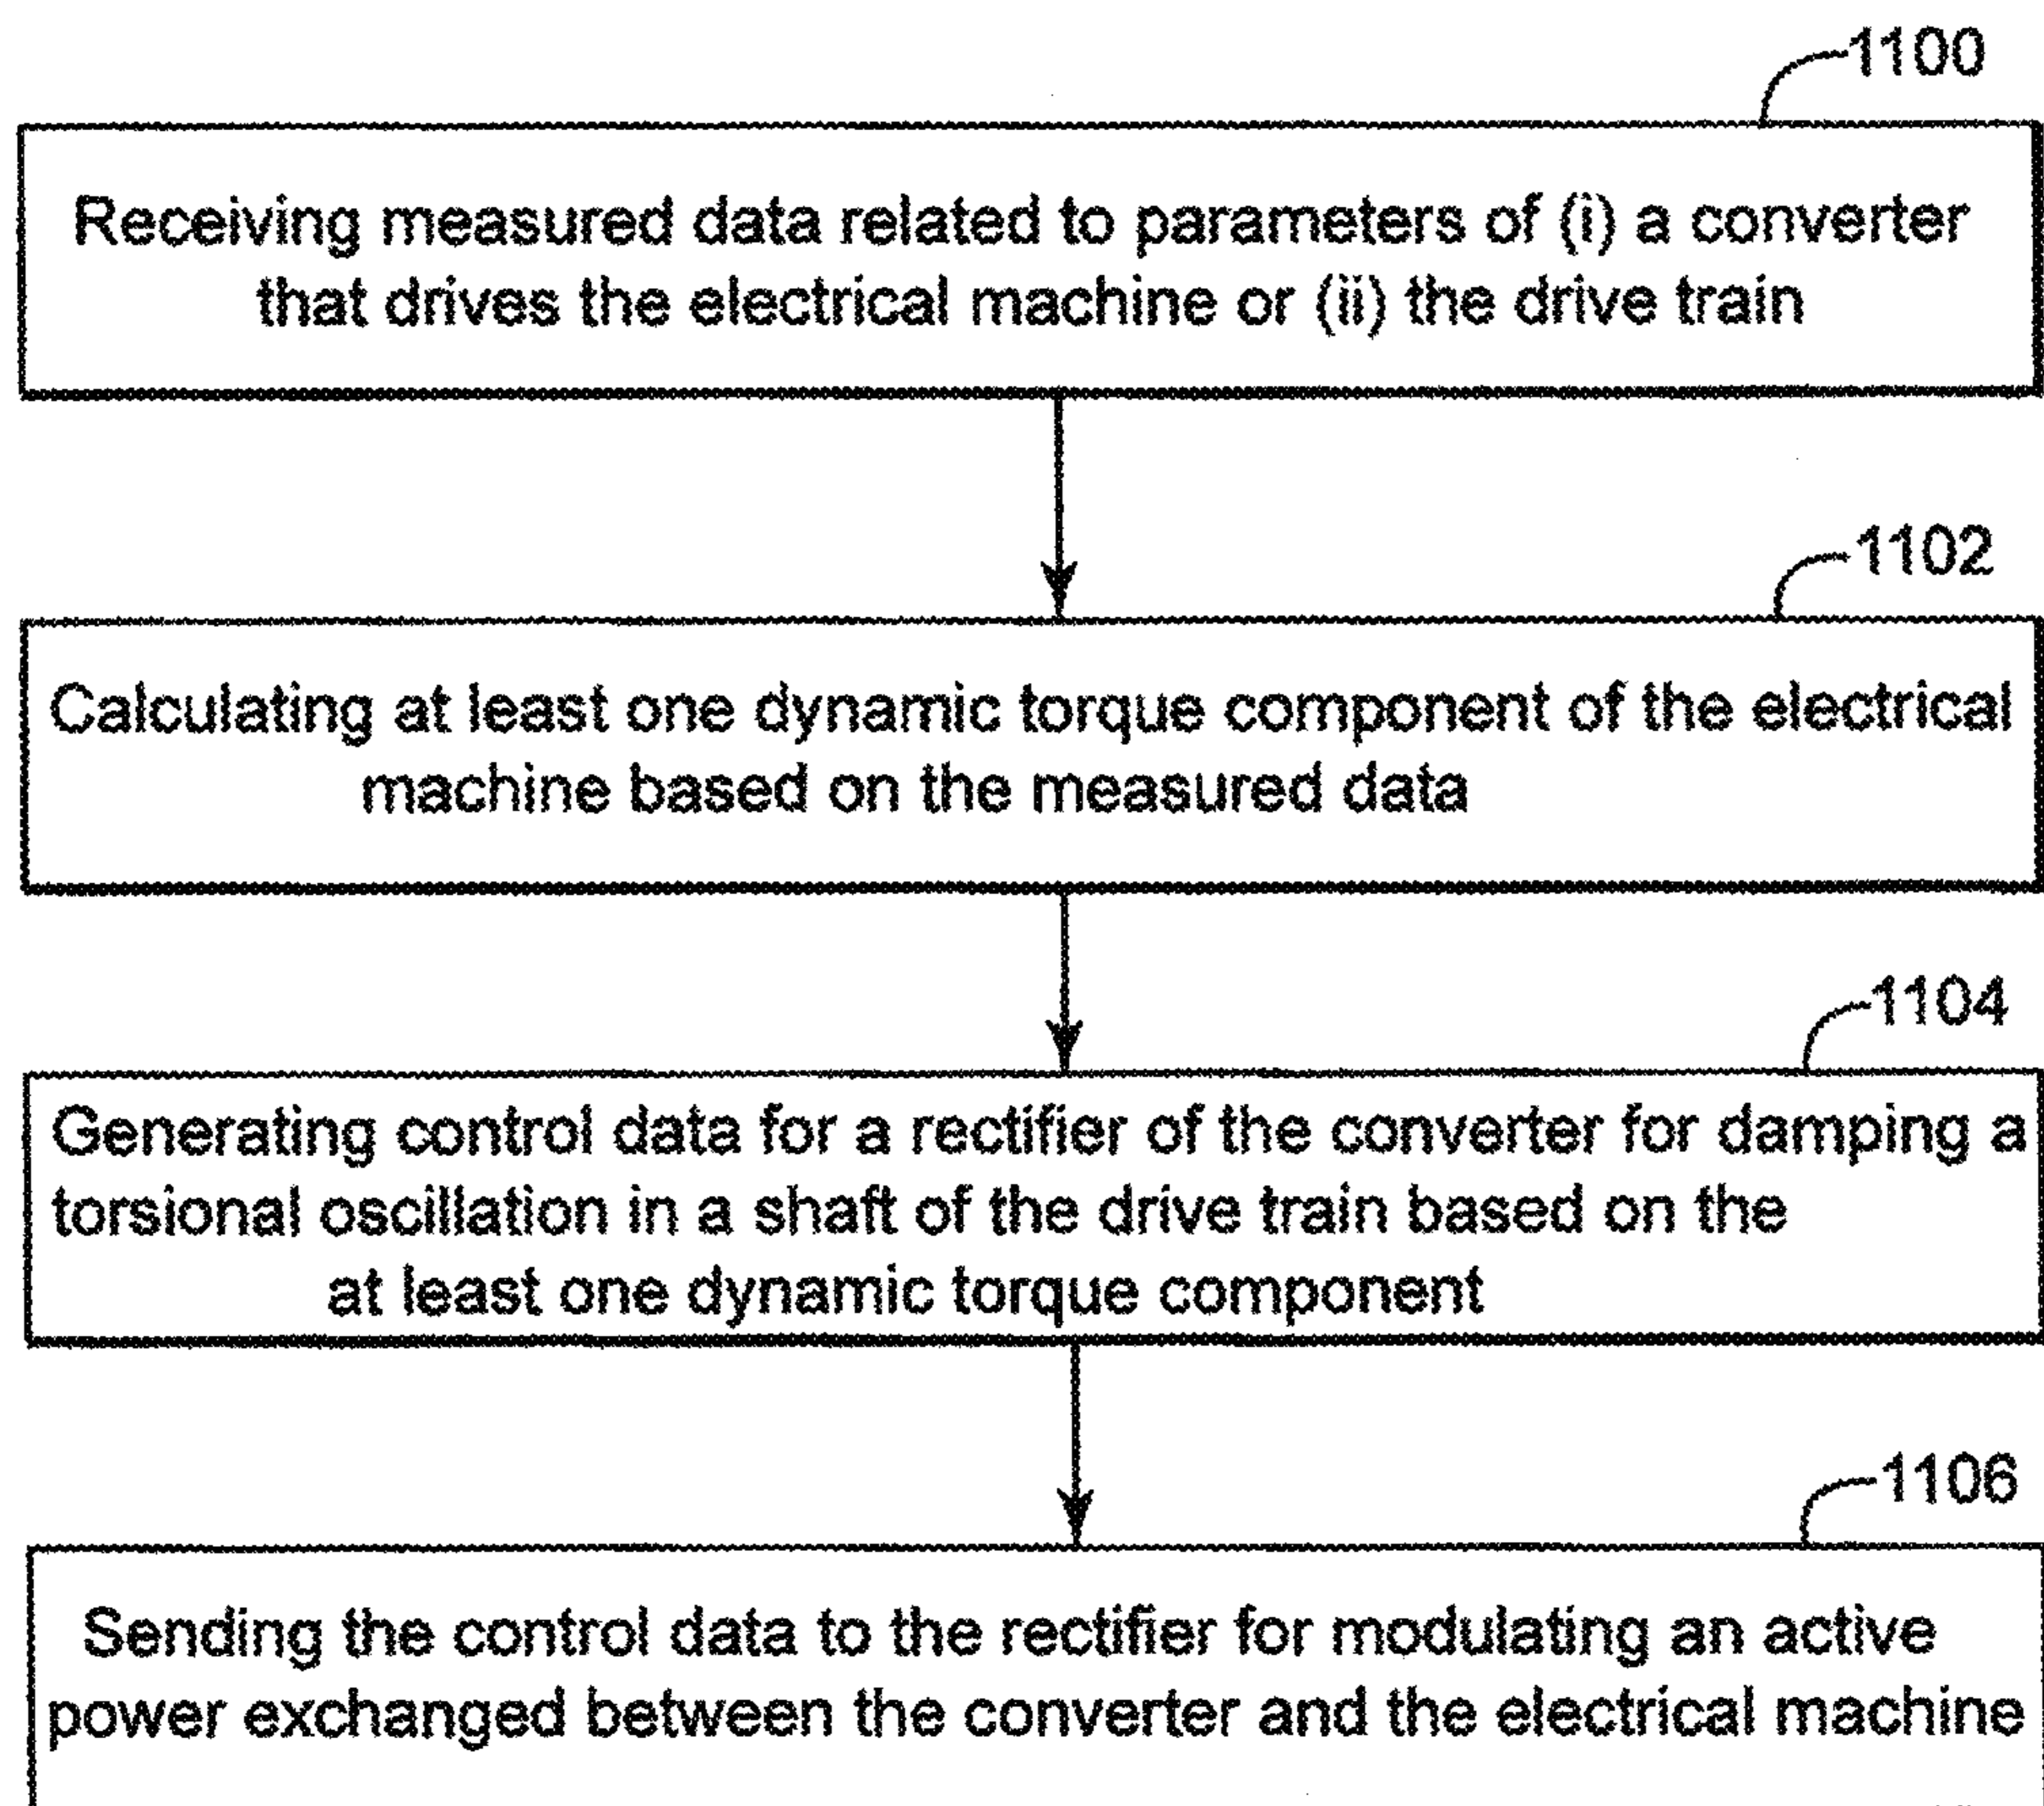 1100
Receiving measured data related to parameters of (i) a converter
that drives the electrical machine or (ii) the drive train
1102
Calculating at least one dynamic torque component of the electrical
machine based on the measured data
1104
Generating control data for a rectifier of the converter for damping a
torsional oscillation in a shaft of the drive train based on the
at least one dynamic torque component
1106
Sending the control data to the rectifier for modulating an active
power exchanged between the converter and the electrical machine